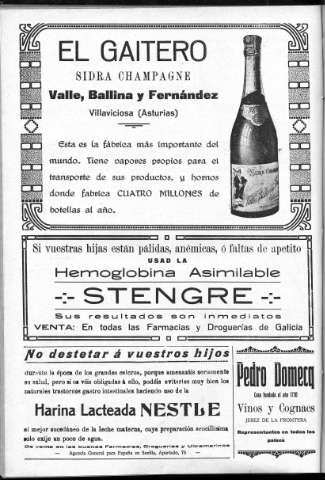 EL GAITERO
SIDRA CHAMPAGNE
Valle, Ballina y Fernández
Villaviciosa (Asturias)
Esta es la fábrica más importante del
mundo. Tiene vapores propios para el
transporte de sus productos, y hornos
donde fabrica CUATRO MILLONES de
botellas al año.
Si vuestras hijas están pálidas, anémicas, ó faltas de apetito
USAD LA
Hemoglobina Asimilable
STENGRE
Sus resultados son inmediatos
VENTA: En todas las Farmacias y Droguerías de Galicia
No destetar á vuestros hijos
durante la época de los grandes calores, porque amenazaréis seriamente
su salud, pero si os véis obligados á ello, podéis evitarles muy bien los
naturales trastornos gastro intestinales haciendo uso de la
Harina Lacteada NESTLE
el mejor sucedáneo de la leche materna, cuya preparación sencillísima
solo exije un poco de agua.
De venta en las buenas Farmacias, Droguerías y Ultramarinos
Agencia General para España en Sevilla, Apartado, 76
Pedro Domecq
Casa fundada el año 1730
Vinos y Cognacs
JEREZ DE LA FRONTERA
Representantes en todos los
países